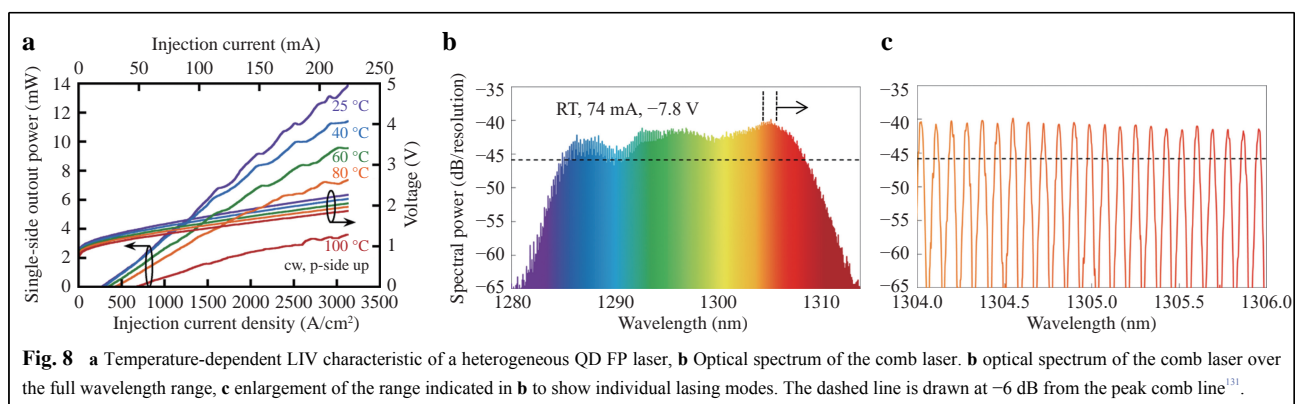 a
Injection current (mA)
0 50 100 150 200 250
Single-side outout power (mW)
14
12
10
8
6
4
2
0
25 °C
40 °C
60 °C
80 °C
100 °C
cw, p-side up
5
4
3
2
1
0
Voltage (V)
0 500 1000 1500 2000 2500 3000 3500
Injection current density (A/cm²)
b
Spectral power (dB/resolution)
−35
−40
−45
−50
−55
−60
−65
RT, 74 mA, −7.8 V
1280 1290 1300 1310
Wavelength (nm)
c
−35
−40
−45
−50
−55
−60
−65
1304.0 1304.5 1305.0 1305.5 1306.0
Wavelength (nm)
Fig. 8 a Temperature-dependent LIV characteristic of a heterogeneous QD FP laser, b Optical spectrum of the comb laser. b optical spectrum of the comb laser over
the full wavelength range, c enlargement of the range indicated in b to show individual lasing modes. The dashed line is drawn at −6 dB from the peak comb line¹³¹.